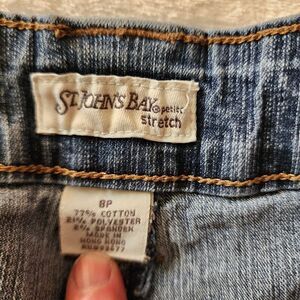 ST. JOHN'S BAY® petite
stretch
8P
77% COTTON
21% POLYESTER
2% SPANDEX
MADE IN
HONG KONG